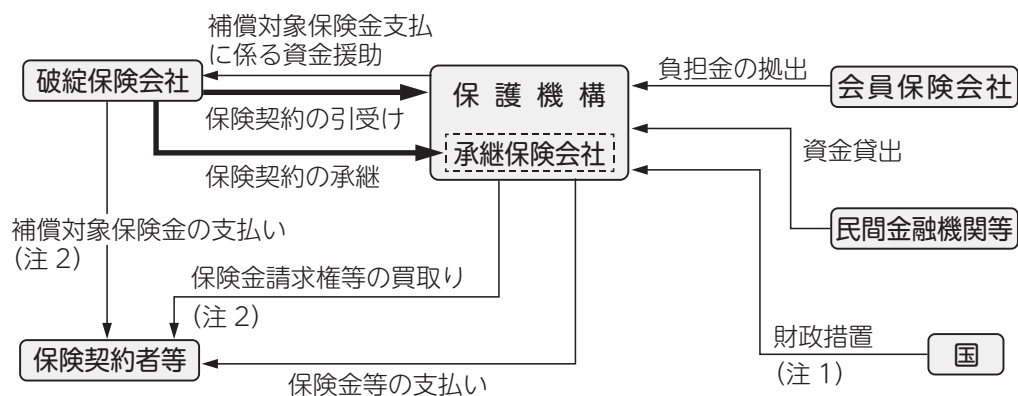 補償対象保険金支払
に係る資金援助
破綻保険会社
保護機構
負担金の拠出
会員保険会社
保険契約の引受け
承継保険会社
資金貸出
保険契約の承継
補償対象保険金の支払い
(注 2)
民間金融機関等
保険金請求権等の買取り
(注 2)
財政措置
(注 1)
国
保険契約者等
保険金等の支払い